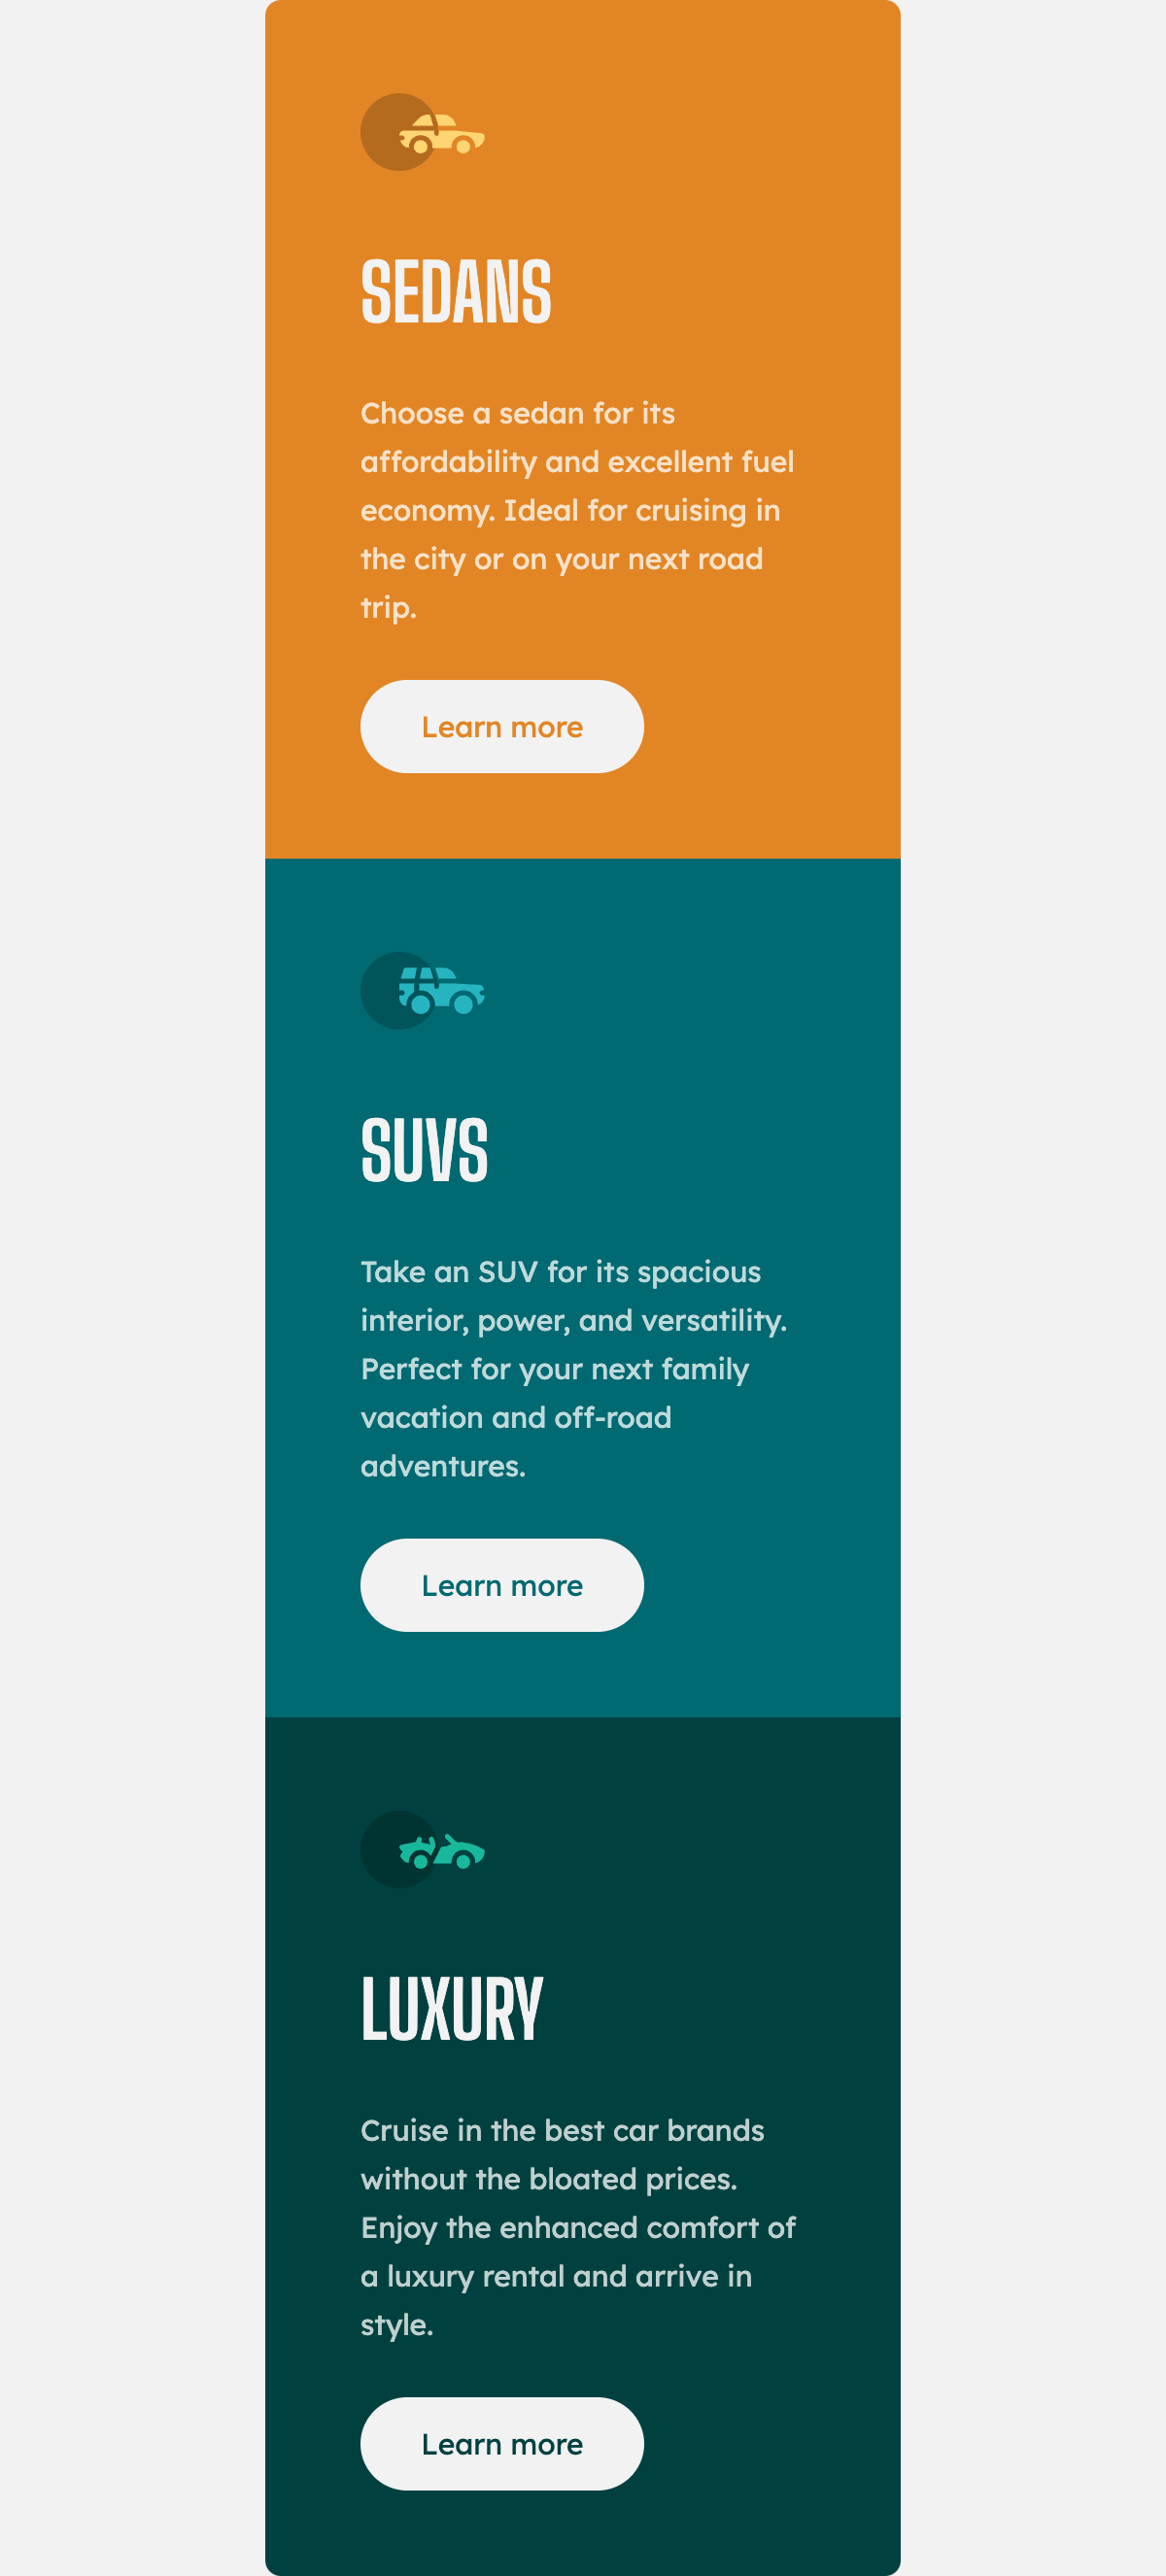 SEDANS
Choose a sedan for its
affordability and excellent fuel
economy. Ideal for cruising in
the city or on your next road
trip.
Learn more
SUVS
Take an SUV for its spacious
interior, power, and versatility.
Perfect for your next family
vacation and off-road
adventures.
Learn more
LUXURY
Cruise in the best car brands
without the bloated prices.
Enjoy the enhanced comfort of
a luxury rental and arrive in
style.
Learn more